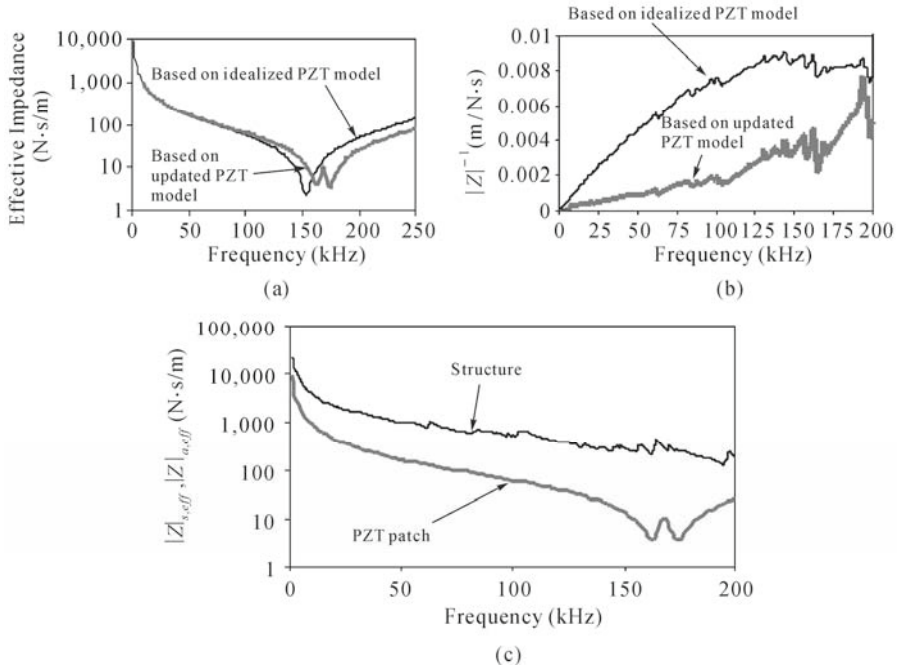 10,000
1,000
100
10
1
Effective Impedance
(N·s/m)
Based on idealized PZT model
Based on
updated PZT
model
0 50 100 150 200 250
Frequency (kHz)
(a)
Based on idealized PZT model
0.01
0.008
0.006
0.004
0.002
0
|Z|⁻¹ (m/N·s)
Based on updated
PZT model
0 25 50 75 100 125 150 175 200
Frequency (kHz)
(b)
100,000
10,000
1,000
100
10
1
|Z|s,eff, |Z|a,eff (N·s/m)
Structure
PZT patch
0 50 100 150 200
Frequency (kHz)
(c)